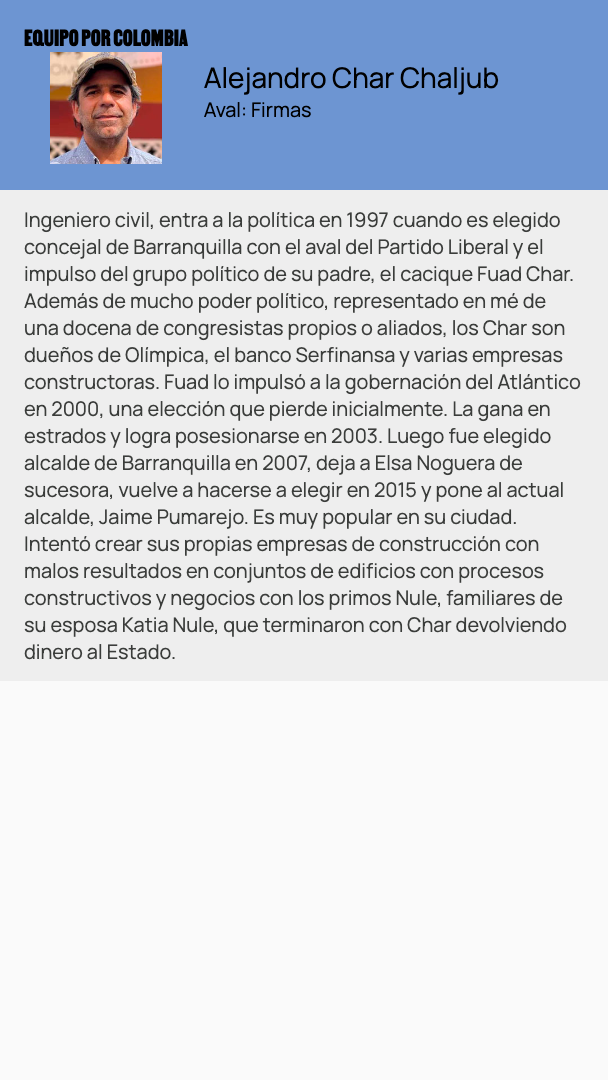 EQUIPO POR COLOMBIA
Alejandro Char Chaljub
Aval: Firmas
Ingeniero civil, entra a la política en 1997 cuando es elegido
concejal de Barranquilla con el aval del Partido Liberal y el
impulso del grupo político de su padre, el cacique Fuad Char.
Además de mucho poder político, representado en mé de
una docena de congresistas propios o aliados, los Char son
dueños de Olímpica, el banco Serfinansa y varias empresas
constructoras. Fuad lo impulsó a la gobernación del Atlántico
en 2000, una elección que pierde inicialmente. La gana en
estrados y logra posesionarse en 2003. Luego fue elegido
alcalde de Barranquilla en 2007, deja a Elsa Noguera de
sucesora, vuelve a hacerse a elegir en 2015 y pone al actual
alcalde, Jaime Pumarejo. Es muy popular en su ciudad.
Intentó crear sus propias empresas de construcción con
malos resultados en conjuntos de edificios con procesos
constructivos y negocios con los primos Nule, familiares de
su esposa Katia Nule, que terminaron con Char devolviendo
dinero al Estado.